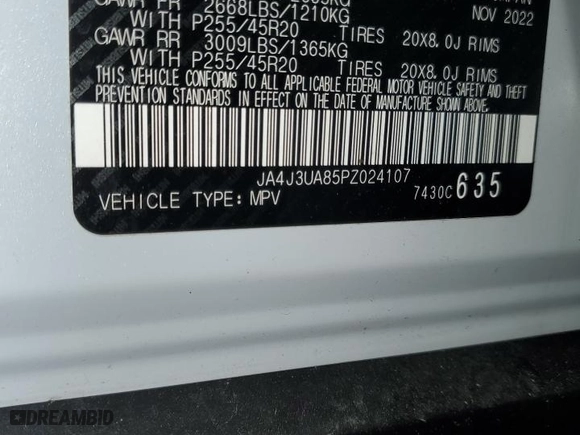 GAWR FR 2668LBS/1210KG
NOV 2022
WITH P255/45R20 TIRES 20X8.0J RIMS
GAWR RR 3009LBS/1365KG
WITH P255/45R20 TIRES 20X8.0J RIMS
THIS VEHICLE CONFORMS TO ALL APPLICABLE FEDERAL MOTOR VEHICLE SAFETY AND THEFT
PREVENTION STANDARDS IN EFFECT ON THE DATE OF MANUFACTURE SHOWN ABOVE.
JA4J3UA85PZ024107
VEHICLE TYPE: MPV
7430C 635
DREAMBID